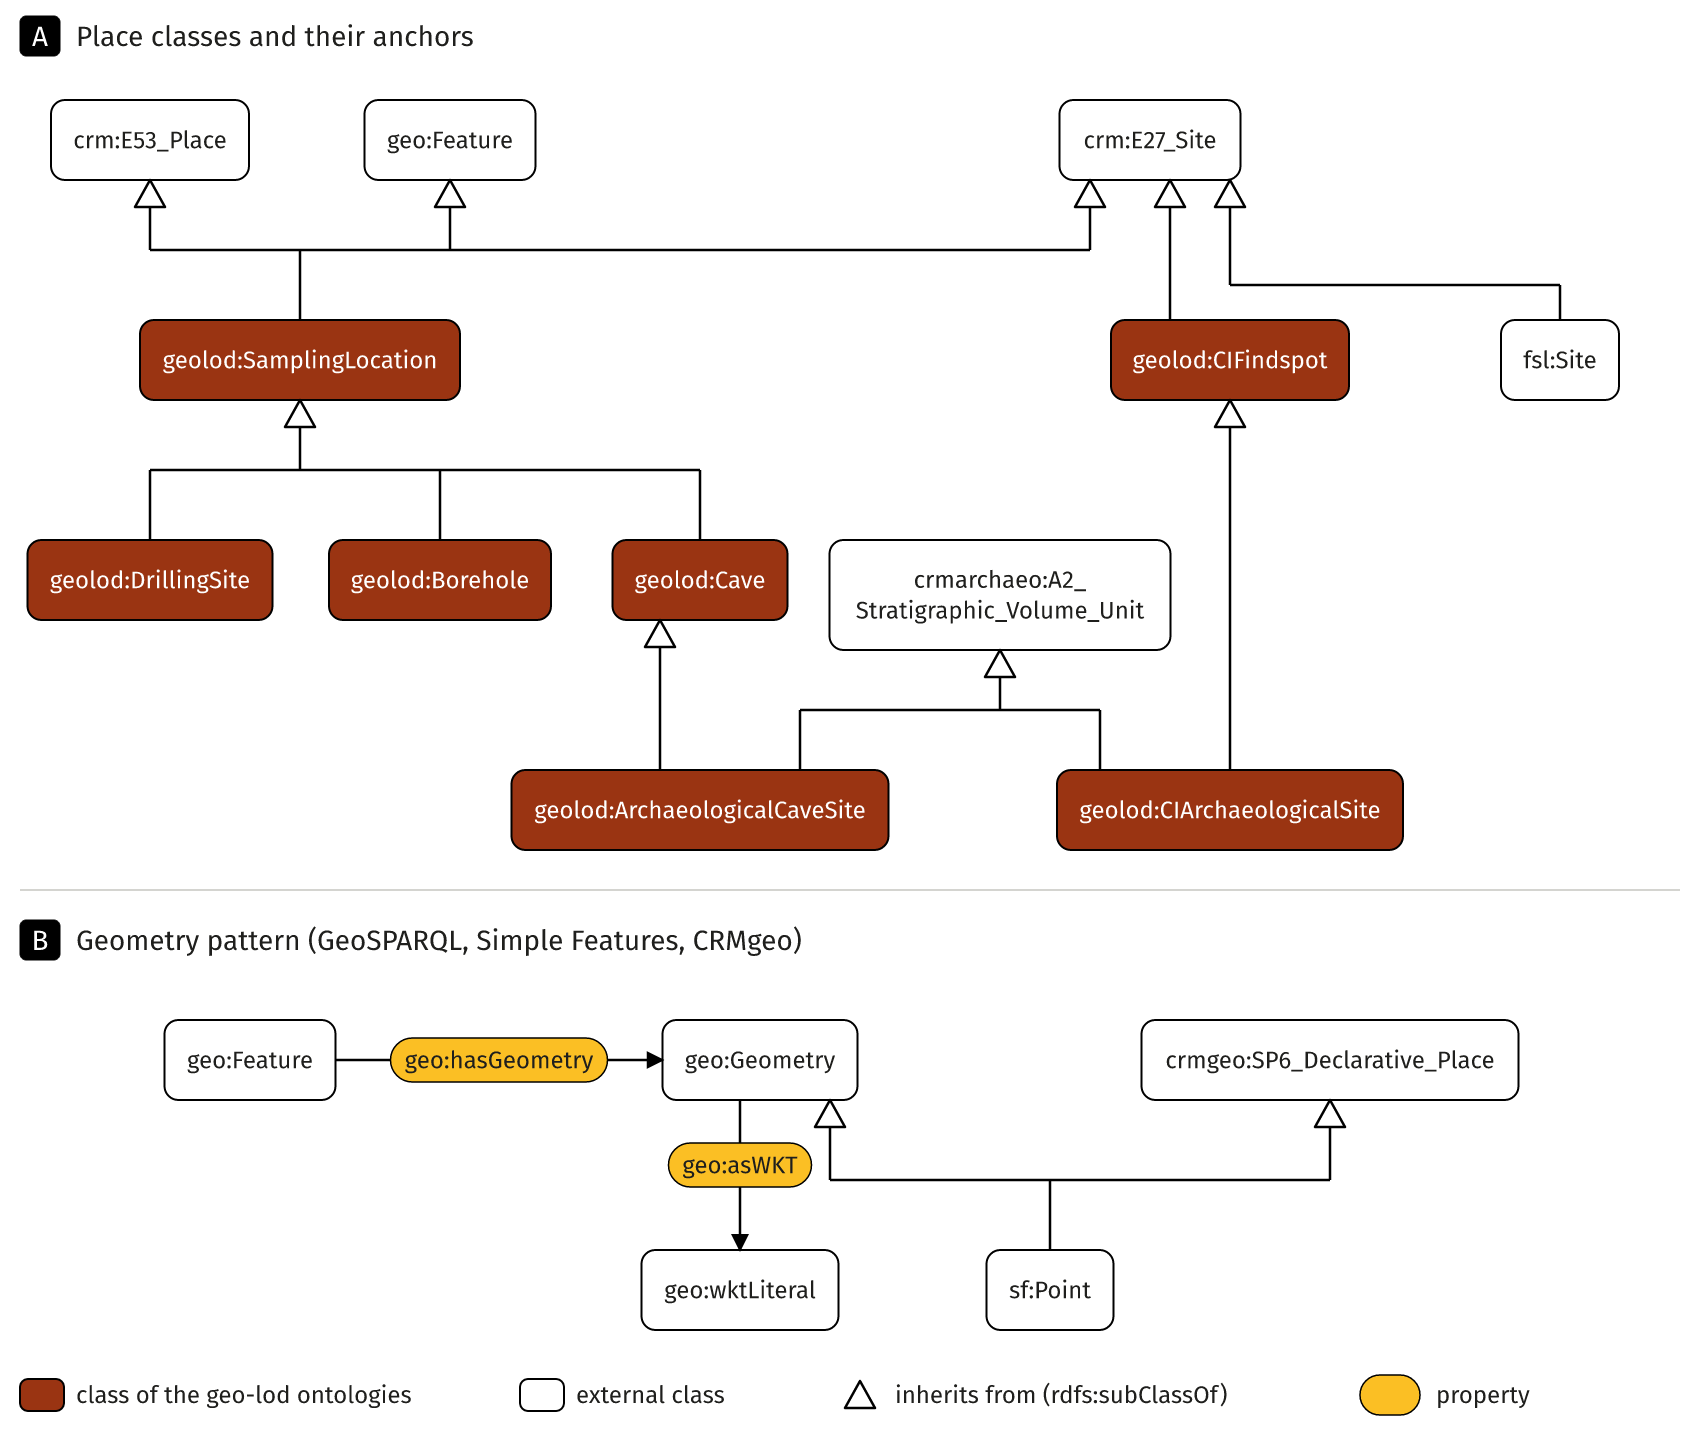 A Place classes and their anchors
crm:E53_Place
geo:Feature
crm:E27_Site
geolod:SamplingLocation
geolod:CIFindspot
fsl:Site
geolod:DrillingSite
geolod:Borehole
geolod:Cave
crmarchaeo:A2_
Stratigraphic_Volume_Unit
geolod:ArchaeologicalCaveSite
geolod:CIArchaeologicalSite
B Geometry pattern (GeoSPARQL, Simple Features, CRMgeo)
geo:Feature
geo:hasGeometry
geo:Geometry
crmgeo:SP6_Declarative_Place
geo:asWKT
geo:wktLiteral
sf:Point
class of the geo-lod ontologies
external class
inherits from (rdfs:subClassOf)
property